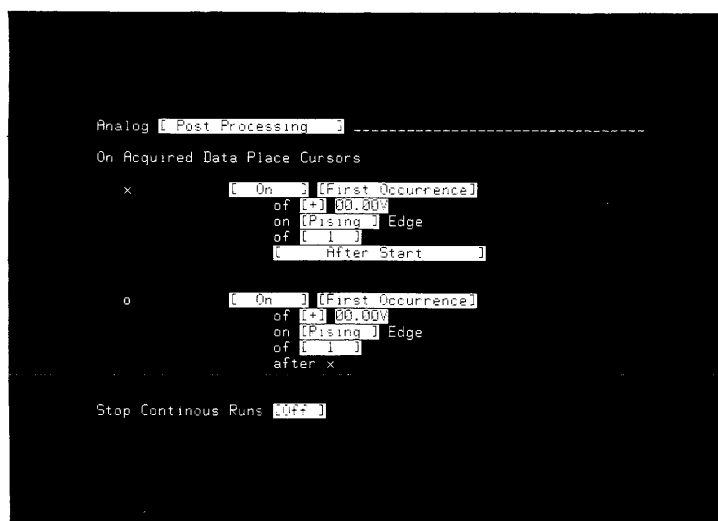 Analog [ Post Processing ]
On Acquired Data Place Cursors
x [ On ] [First Occurrence]
of [+] 00.00V
on [Rising ] Edge
of [ 1 ]
[ After Start ]
o [ On ] [First Occurrence]
of [+] 00.00V
on [Rising ] Edge
of [ 1 ]
after x
Stop Continous Runs [Off ]